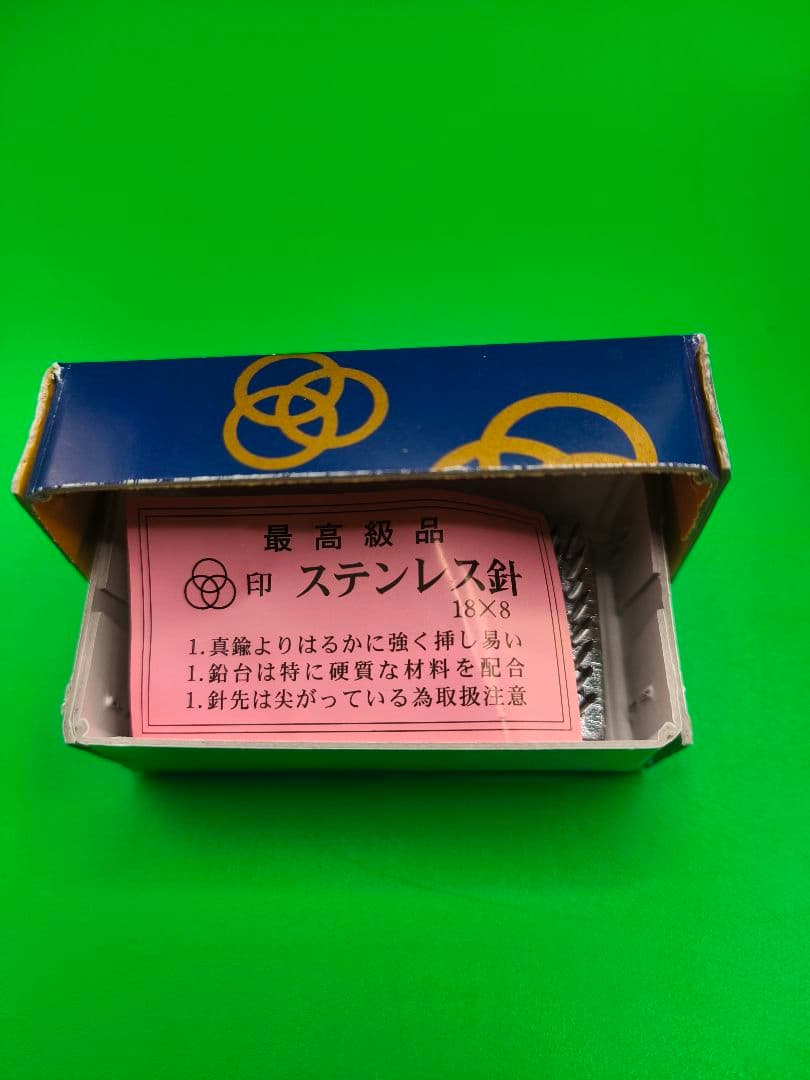 最高級品
印 ステンレス針
18×8
1.真鍮よりはるかに強く挿し易い
1.鉛台は特に硬質な材料を配合
1.針先は尖がっている為取扱注意